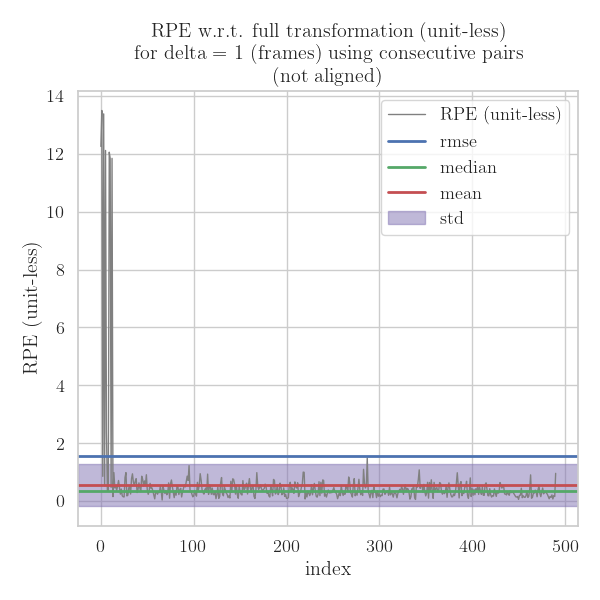 RPE w.r.t. full transformation (unit-less)
for delta = 1 (frames) using consecutive pairs
(not aligned)
RPE (unit-less)
rmse
median
mean
std
14
12
10
8
6
4
2
0
RPE (unit-less)
0
100
200
300
400
500
index